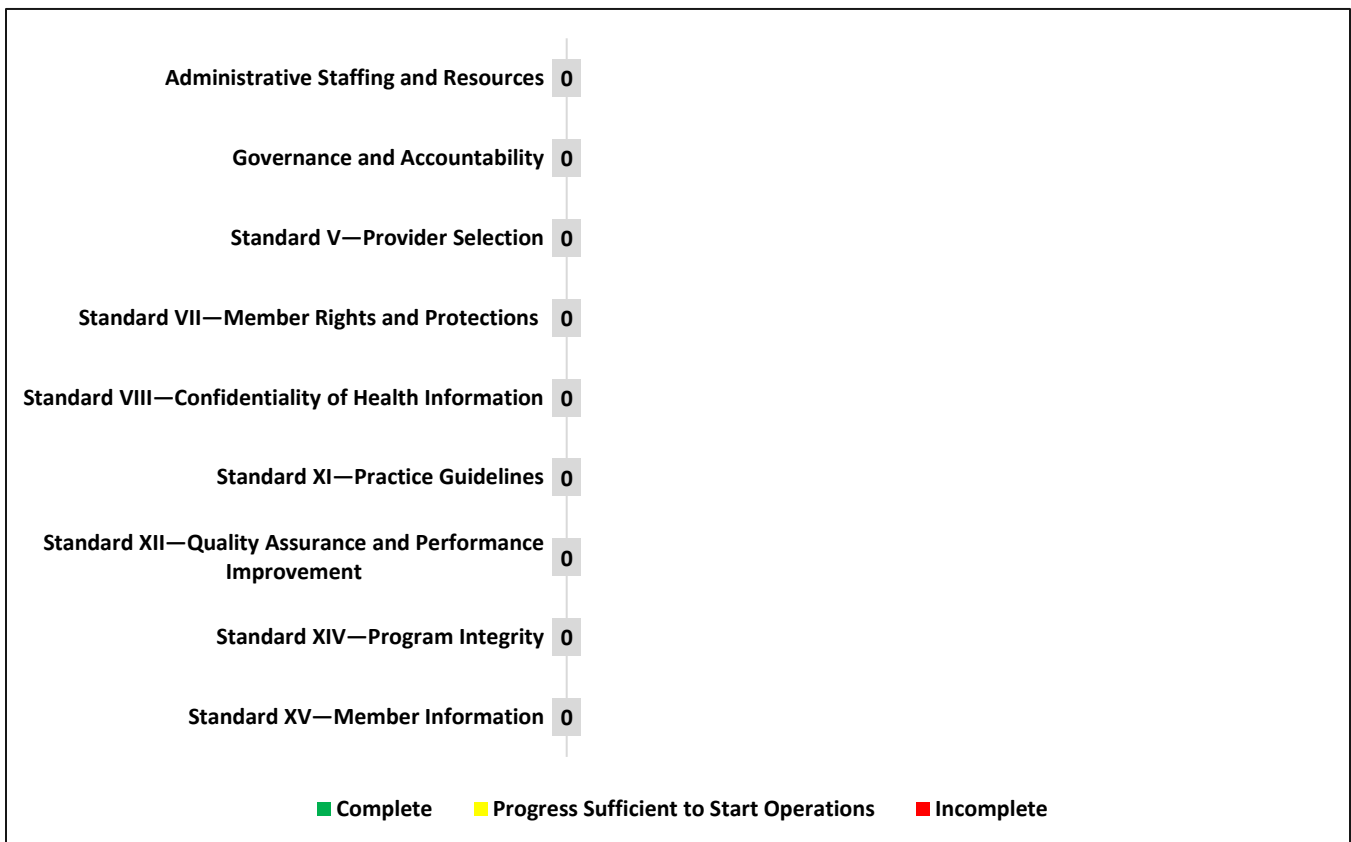 Administrative Staffing and Resources 0
Governance and Accountability 0
Standard V—Provider Selection 0
Standard VII—Member Rights and Protections 0
Standard VIII—Confidentiality of Health Information 0
Standard XI—Practice Guidelines 0
Standard XII—Quality Assurance and Performance
Improvement 0
Standard XIV—Program Integrity 0
Standard XV—Member Information 0
Complete Progress Sufficient to Start Operations Incomplete